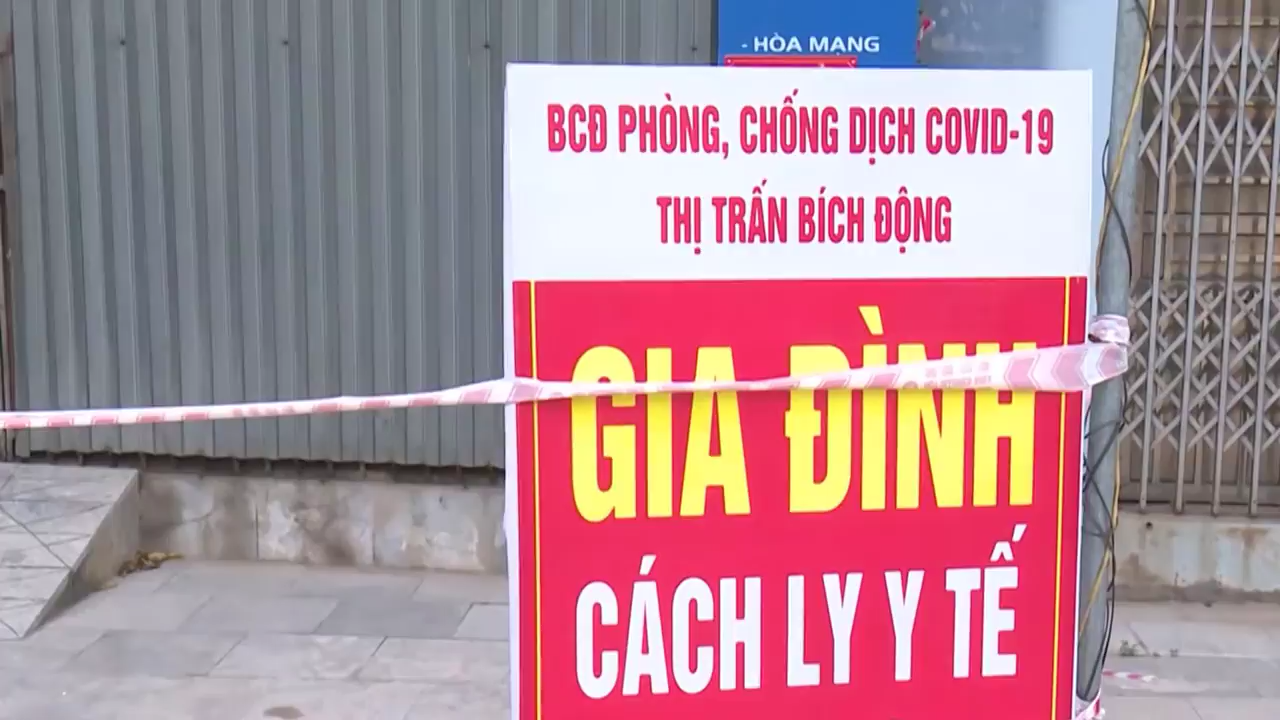 - HÒA MẠNG
BCĐ PHÒNG, CHỐNG DỊCH COVID-19
THỊ TRẤN BÍCH ĐỘNG
GIA ĐÌNH
CÁCH LY Y TẾ